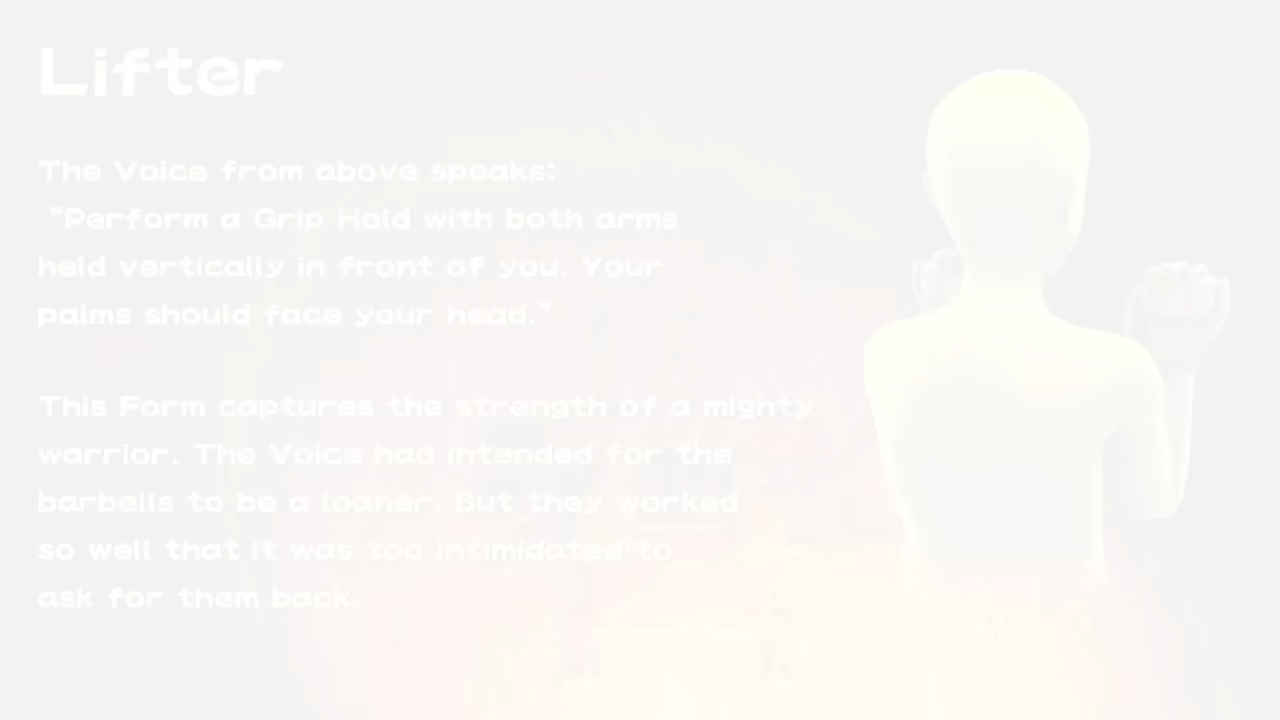 Lifter
The Voice from above speaks:
"Perform a Grip Hold with both arms
held vertically in front of you. Your
palms should face your head."
This Form captures the strength of a mighty
warrior. The Voice had intended for the
barbells to be a loaner. But they worked
so well that it was too intimidated to
ask for them back.